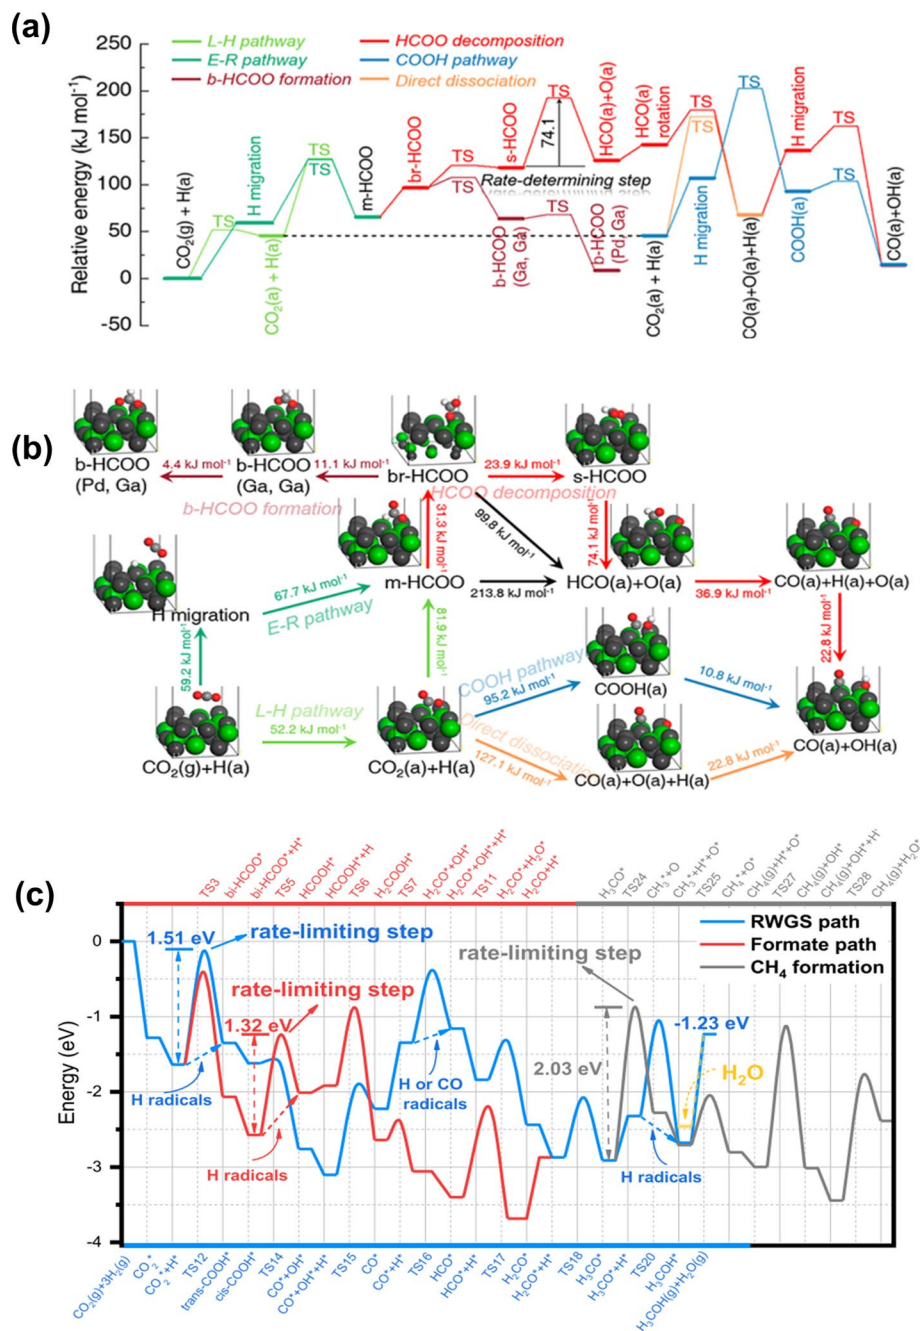 (a)
L-H pathway
E-R pathway
b-HCOO formation
HCOO decomposition
COOH pathway
Direct dissociation
Relative energy (kJ mol⁻¹)
250
200
150
100
50
0
-50
CO₂(g) + H(a)
TS
H migration
CO₂(a) + H(a)
TS
TS
m-HCOO
br-HCOO
TS
TS
s-HCOO
b-HCOO
(Ga, Ga)
TS
74.1
Rate-determining step
TS
HCO(a)+O(a)
b-HCOO
(Pd, Ga)
HCO(a)
rotation
CO₂(a) + H(a)
TS
TS
H migration
TS
CO(a)+O(a)+H(a)
H migration
COOH(a)
TS
TS
CO(a)+OH(a)
(b)
b-HCOO
(Pd, Ga)
4.4 kJ mol⁻¹
b-HCOO
(Ga, Ga)
11.1 kJ mol⁻¹
br-HCOO
23.9 kJ mol⁻¹
s-HCOO
b-HCOO formation
HCOO decomposition
31.3 kJ mol⁻¹
99.8 kJ mol⁻¹
74.1 kJ mol⁻¹
H migration
67.7 kJ mol⁻¹
E-R pathway
m-HCOO
213.8 kJ mol⁻¹
HCO(a)+O(a)
36.9 kJ mol⁻¹
CO(a)+H(a)+O(a)
59.2 kJ mol⁻¹
81.9 kJ mol⁻¹
22.8 kJ mol⁻¹
COOH pathway
95.2 kJ mol⁻¹
COOH(a)
10.8 kJ mol⁻¹
L-H pathway
52.2 kJ mol⁻¹
CO₂(g)+H(a)
CO₂(a)+H(a)
Direct dissociation
127.1 kJ mol⁻¹
CO(a)+O(a)+H(a)
22.8 kJ mol⁻¹
CO(a)+OH(a)
(c)
TS3
bi-HCOO*
bi-HCOO*+H*
TS5
HCOOH*
HCOOH*+H
TS6
H₂COOH*
TS7
H₂CO*+OH*
H₂CO*+OH*+H*
TS11
H₂CO*+H₂O*
H₂CO+H*
H₃CO*
TS24
CH₃*+O
CH₃*+H*+O*
TS25
CH₄*+O*
CH₄(g)+H*+O*
TS27
CH₄(g)+OH*
CH₄(g)+OH*+H
TS28
CH₄(g)+H₂O*
Energy (eV)
0
-1
-2
-3
-4
RWGS path
Formate path
CH₄ formation
1.51 eV
rate-limiting step
rate-limiting step
1.32 eV
rate-limiting step
-1.23 eV
H₂O
2.03 eV
H radicals
H or CO
radicals
H radicals
H radicals
CO₂(g)+3H₂(g)
CO₂*
CO₂*+H*
TS12
trans-COOH*
cis-COOH*
TS14
CO*+OH*
CO*+OH*+H*
TS15
CO*
CO*+H*
TS16
HCO*
HCO*+H*
TS17
H₂CO*
H₂CO*+H*
TS18
H₃CO*
H₃CO*+H*
TS20
H₃COH*
H₃COH(g)+H₂O(g)